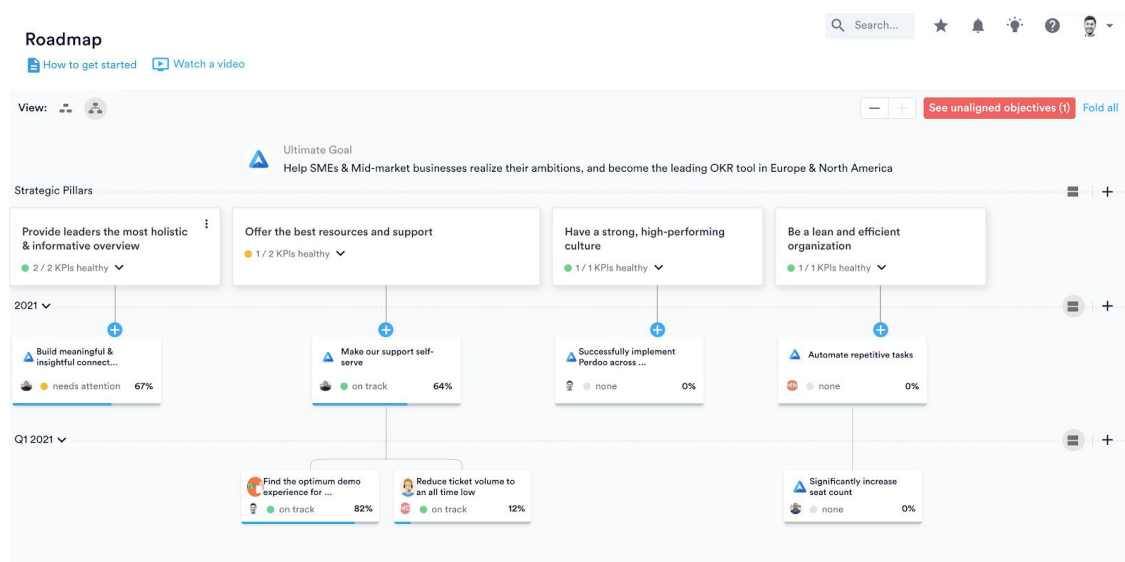 Search...
Roadmap
How to get started
Watch a video
View:
See unaligned objectives (1)
Fold all
Ultimate Goal
Help SMEs & Mid-market businesses realize their ambitions, and become the leading OKR tool in Europe & North America
Strategic Pillars
Provide leaders the most holistic
& informative overview
2 / 2 KPIs healthy
Offer the best resources and support
1 / 2 KPIs healthy
Have a strong, high-performing
culture
1 / 1 KPIs healthy
Be a lean and efficient
organization
1 / 1 KPIs healthy
2021
Build meaningful &
insightful connect...
needs attention 67%
Make our support self-
serve
on track 64%
Successfully implement
Perdoo across ...
none 0%
Automate repetitive tasks
MM none 0%
Q1 2021
Find the optimum demo
experience for ...
on track 82%
Reduce ticket volume to
an all time low
on track 12%
Significantly increase
seat count
none 0%